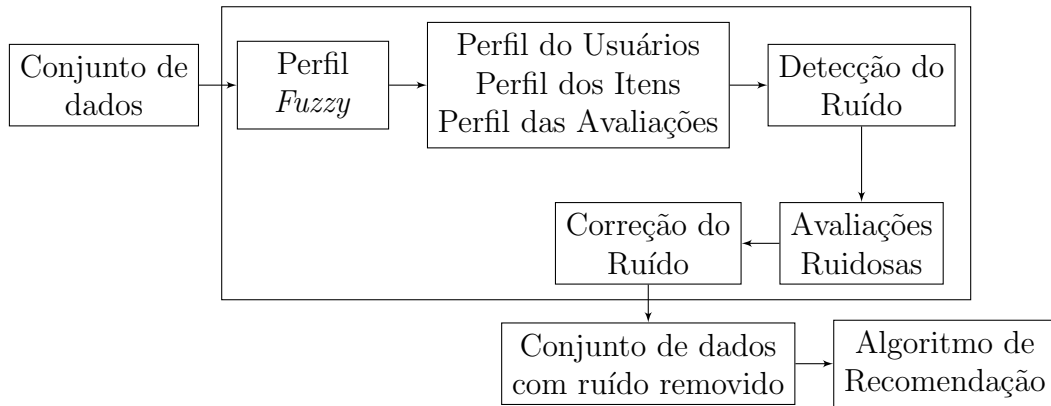 Conjunto de
dados
Perfil
Fuzzy
Perfil do Usuários
Perfil dos Itens
Perfil das Avaliações
Detecção do
Ruído
Avaliações
Ruidosas
Correção do
Ruído
Conjunto de dados
com ruído removido
Algoritmo de
Recomendação